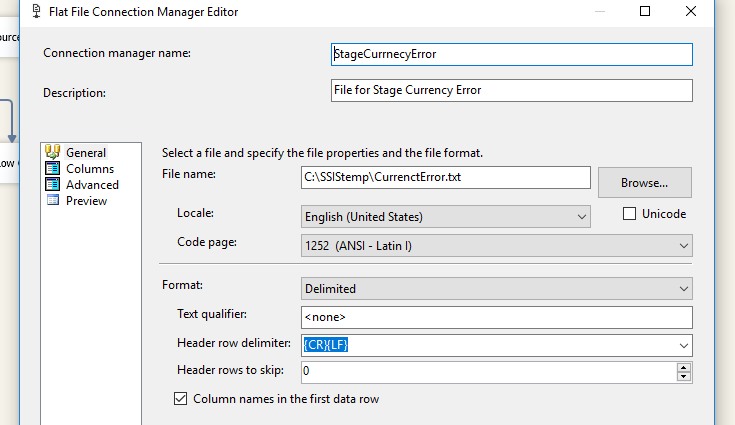 Flat File Connection Manager Editor
ource
Connection manager name: StageCurrnecyError
Description: File for Stage Currency Error
low
General
Columns
Advanced
Preview
Select a file and specify the file properties and the file format.
File name: C:\SSIStemp\CurrenctError.txt Browse...
Locale: English (United States) Unicode
Code page: 1252 (ANSI - Latin I)
Format: Delimited
Text qualifier: <none>
Header row delimiter: {CR}{LF}
Header rows to skip: 0
Column names in the first data row